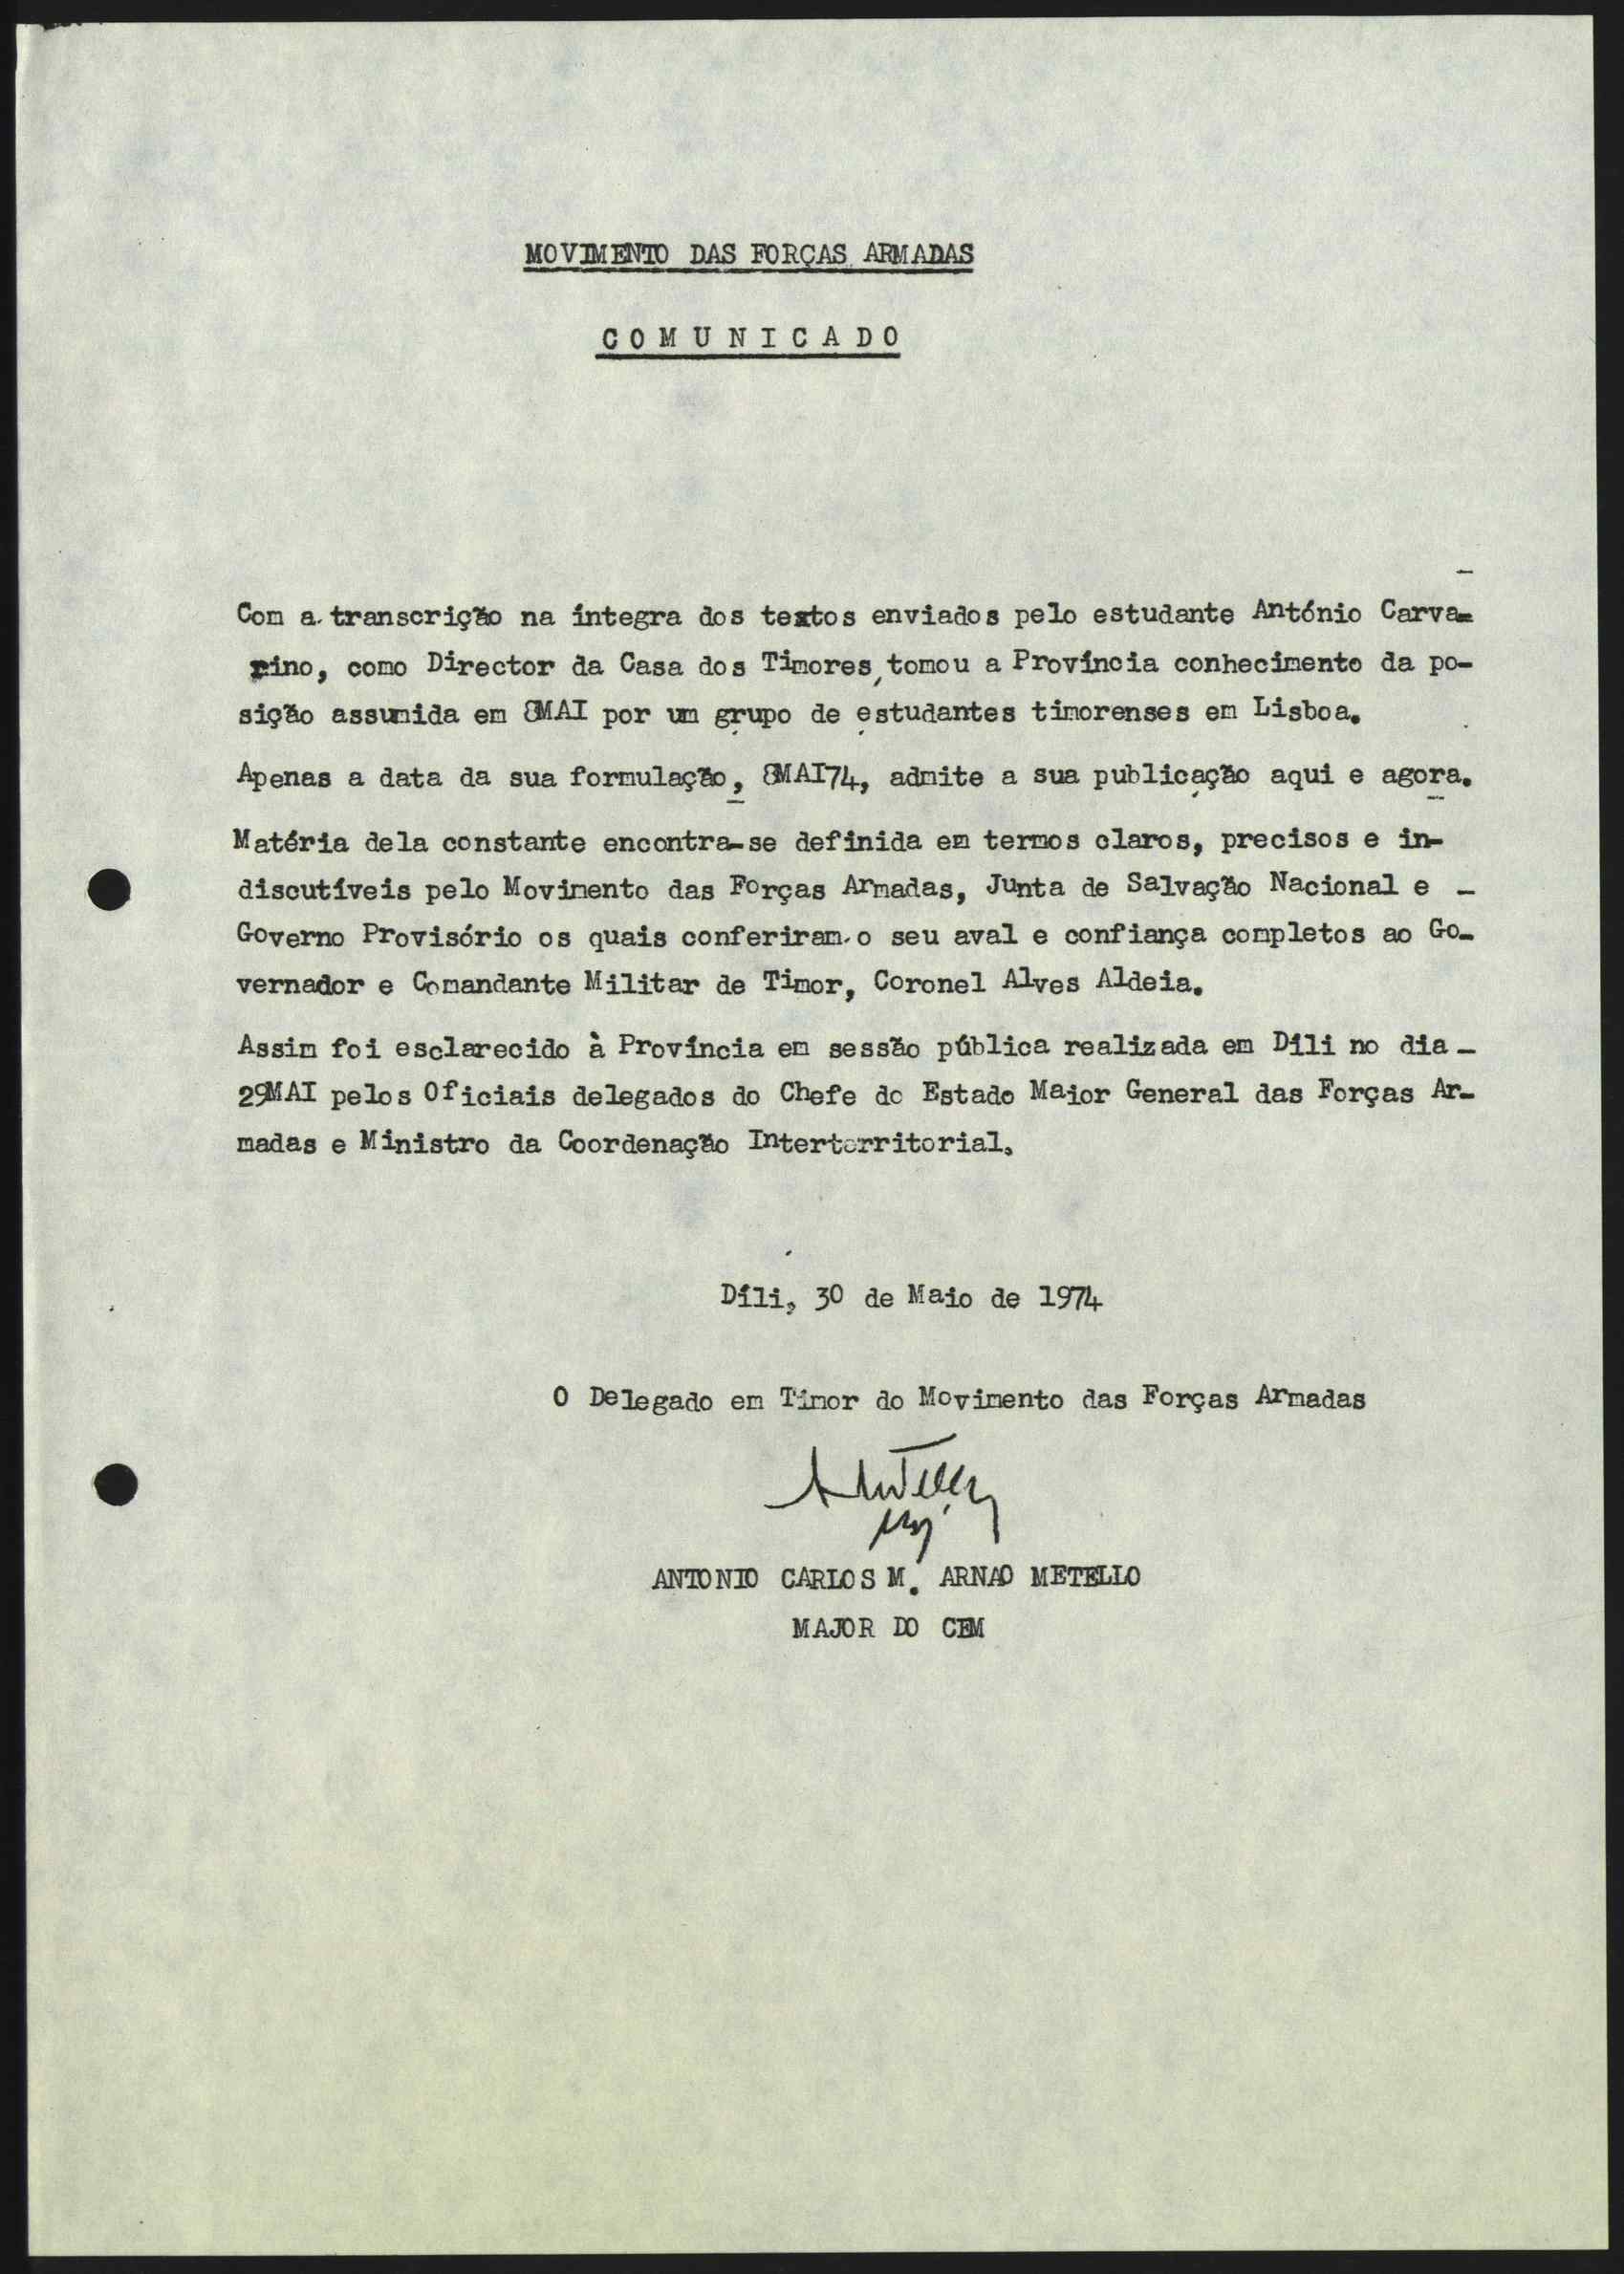 MOVIMENTO DAS FORÇAS ARMADAS
COMUNICADO
Com a transcrição na íntegra dos textos enviados pelo estudante António Carva-
rino, como Director da Casa dos Timores, tomou a Província conhecimento da po-
sição assumida em 8MAI por um grupo de estudantes timorenses em Lisboa.
Apenas a data da sua formulação, 8MAI74, admite a sua publicação aqui e agora.
Matéria dela constante encontra-se definida em termos claros, precisos e in-
discutíveis pelo Movimento das Forças Armadas, Junta de Salvação Nacional e -
Governo Provisório os quais conferiram o seu aval e confiança completos ao Go-
vernador e Comandante Militar de Timor, Coronel Alves Aldeia.
Assim foi esclarecido à Província em sessão pública realizada em Díli no dia -
29MAI pelos Oficiais delegados do Chefe do Estado Maior General das Forças Ar-
madas e Ministro da Coordenação Interterritorial.
Díli, 30 de Maio de 1974
O Delegado em Timor do Movimento das Forças Armadas
ANTONIO CARLOS M. ARNAO METELLO
MAJOR DO CEM